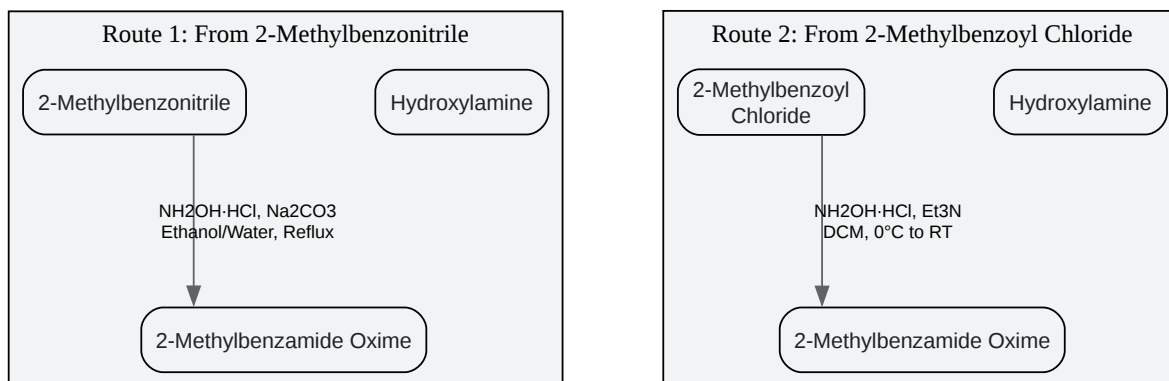 Route 1: From 2-Methylbenzonitrile
2-Methylbenzonitrile
Hydroxylamine
NH2OH·HCl, Na2CO3
Ethanol/Water, Reflux
2-Methylbenzamide Oxime
Route 2: From 2-Methylbenzoyl Chloride
2-Methylbenzoyl
Chloride
Hydroxylamine
NH2OH·HCl, Et3N
DCM, 0°C to RT
2-Methylbenzamide Oxime